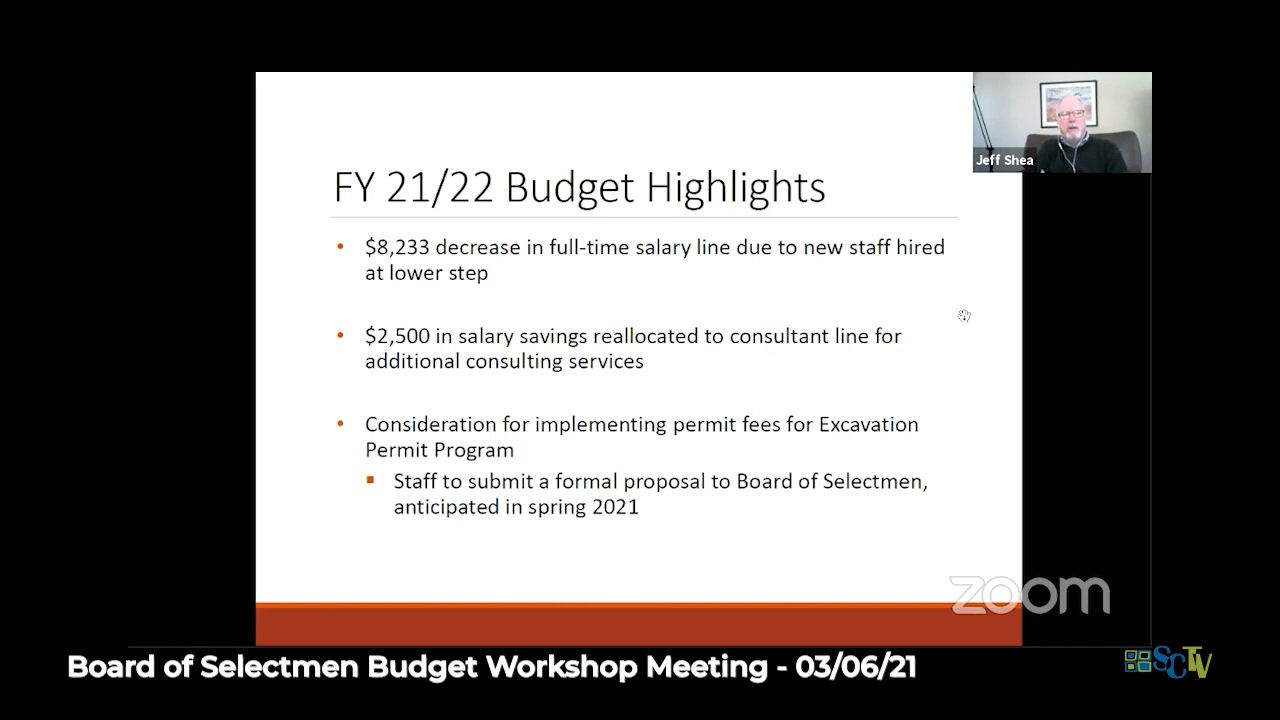 Jeff Shea
FY 21/22 Budget Highlights
• $8,233 decrease in full-time salary line due to new staff hired
at lower step
• $2,500 in salary savings reallocated to consultant line for
additional consulting services
• Consideration for implementing permit fees for Excavation
Permit Program
▪ Staff to submit a formal proposal to Board of Selectmen,
anticipated in spring 2021
zoom
Board of Selectmen Budget Workshop Meeting - 03/06/21
SCTV